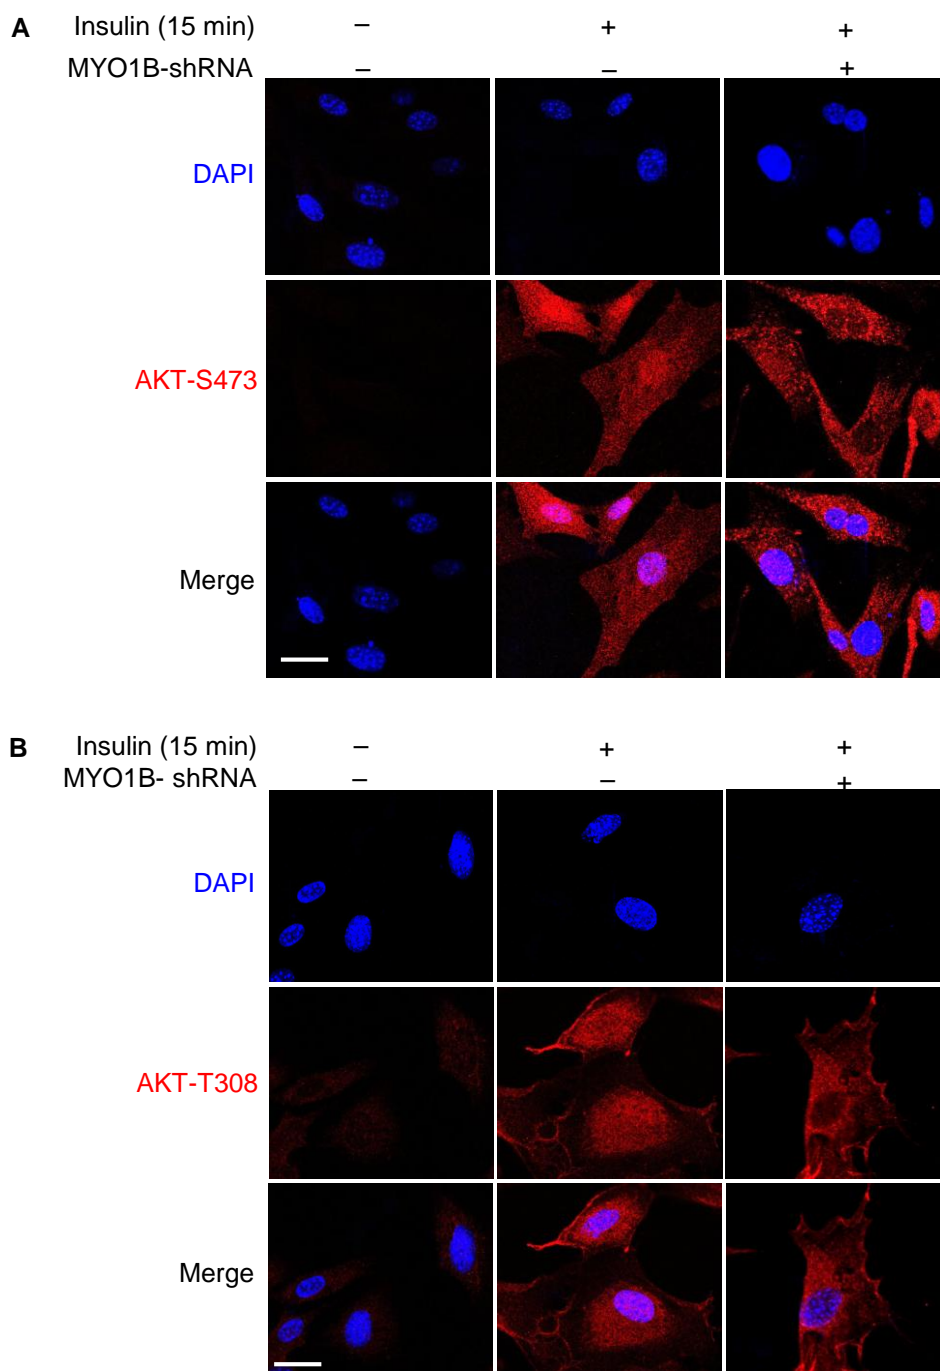 A Insulin (15 min) – + +
MYO1B-shRNA – – +
DAPI
AKT-S473
Merge
B Insulin (15 min) – + +
MYO1B- shRNA – – +
DAPI
AKT-T308
Merge